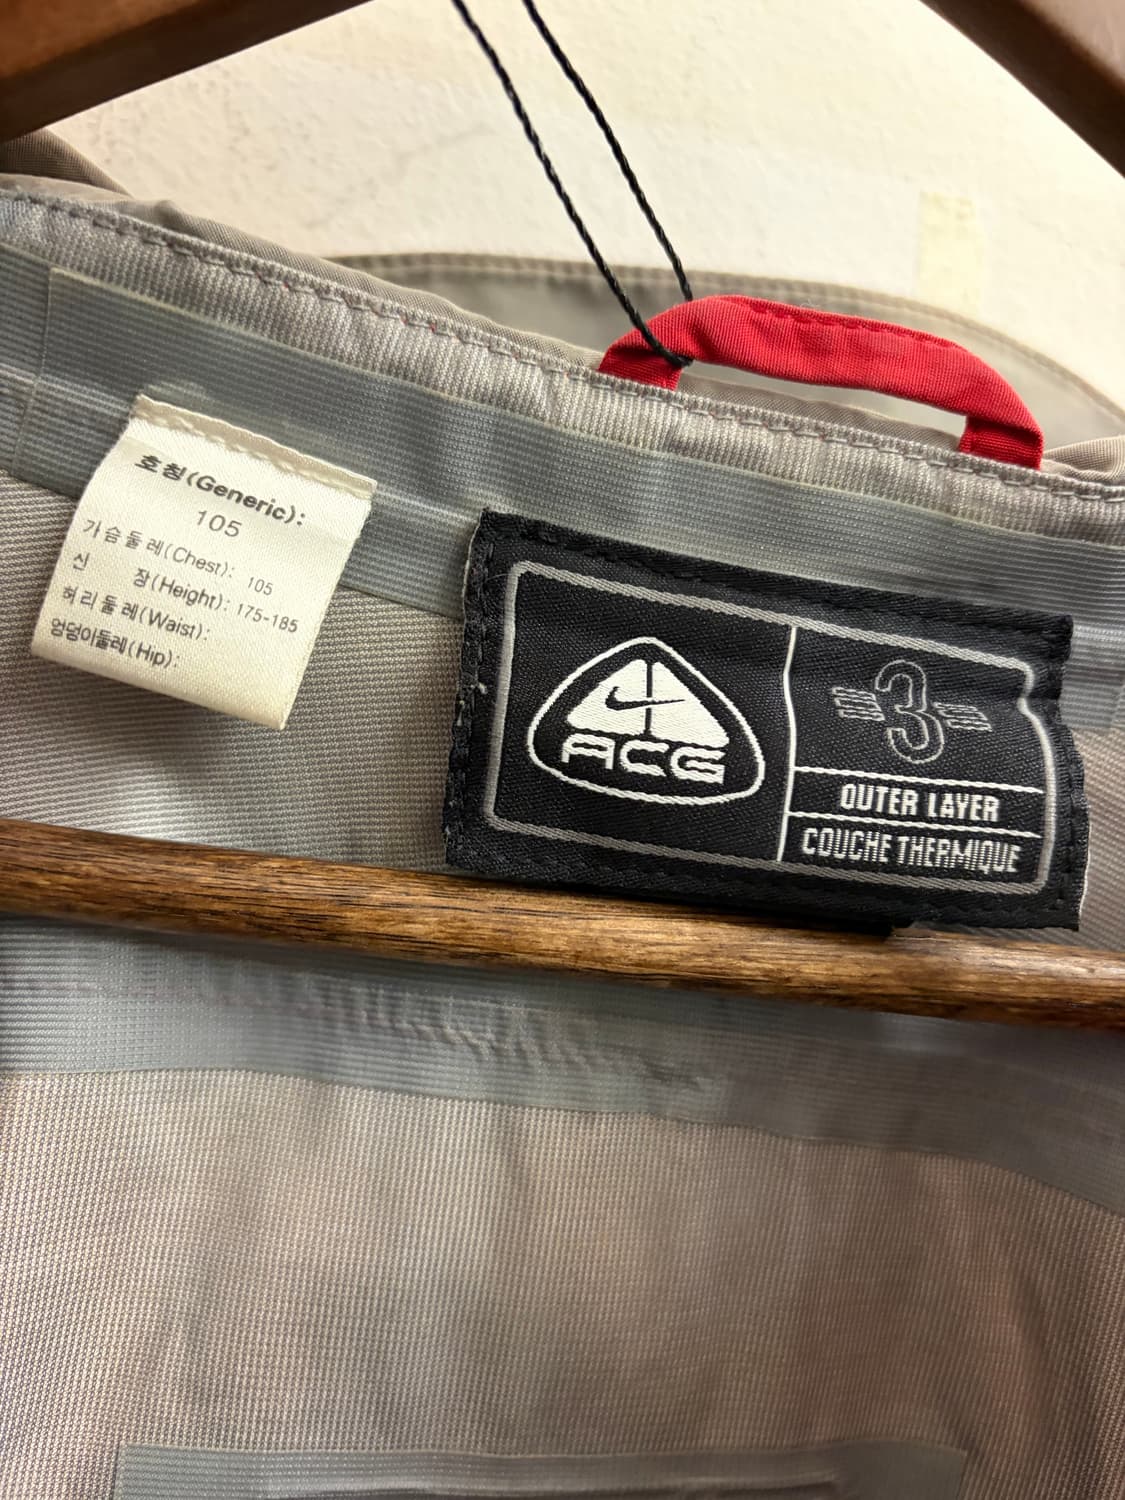 호칭(Generic):
105
가슴둘레(Chest): 105
신 장(Height): 175-185
허리둘레(Waist):
엉덩이둘레(Hip):
ACG
3
OUTER LAYER
COUCHE THERMIQUE